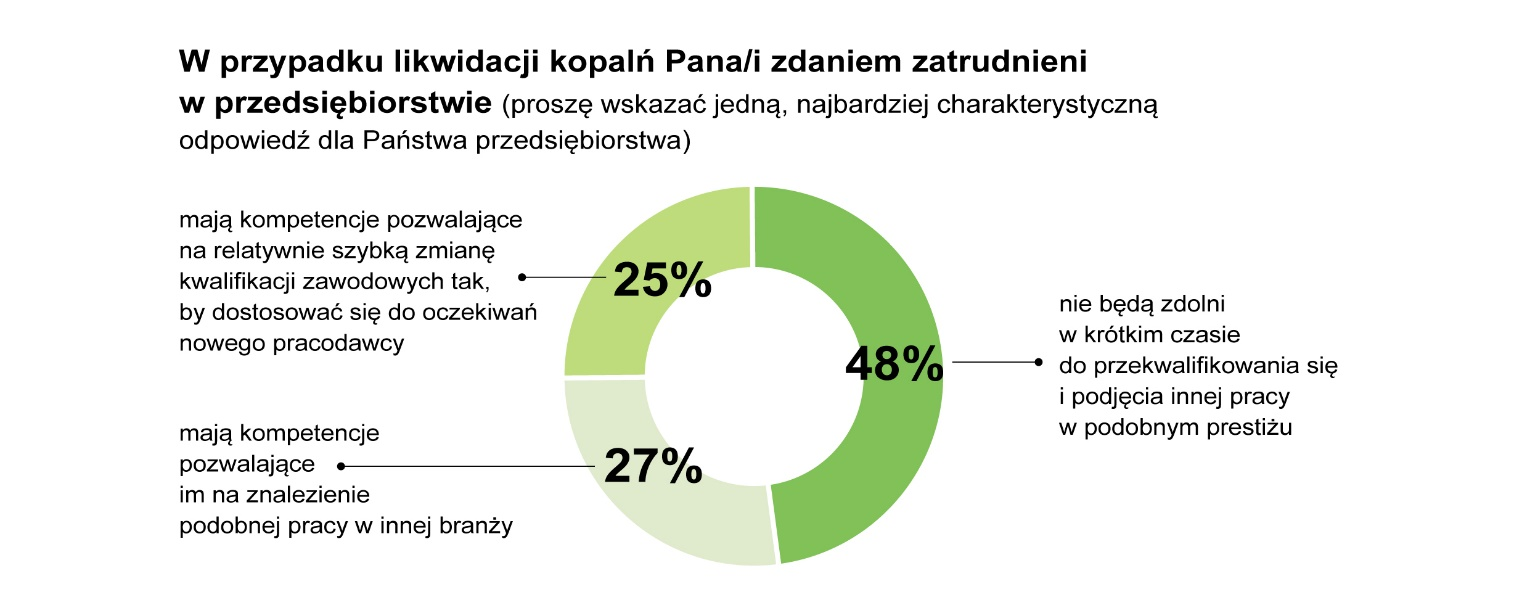 W przypadku likwidacji kopalń Pana/i zdaniem zatrudnieni
w przedsiębiorstwie (proszę wskazać jedną, najbardziej charakterystyczną
odpowiedź dla Państwa przedsiębiorstwa)
mają kompetencje pozwalające
na relatywnie szybką zmianę
kwalifikacji zawodowych tak,
by dostosować się do oczekiwań
nowego pracodawcy
25%
48%
nie będą zdolni
w krótkim czasie
do przekwalifikowania się
i podjęcia innej pracy
w podobnym prestiżu
mają kompetencje
pozwalające
im na znalezienie
podobnej pracy w innej branży
27%